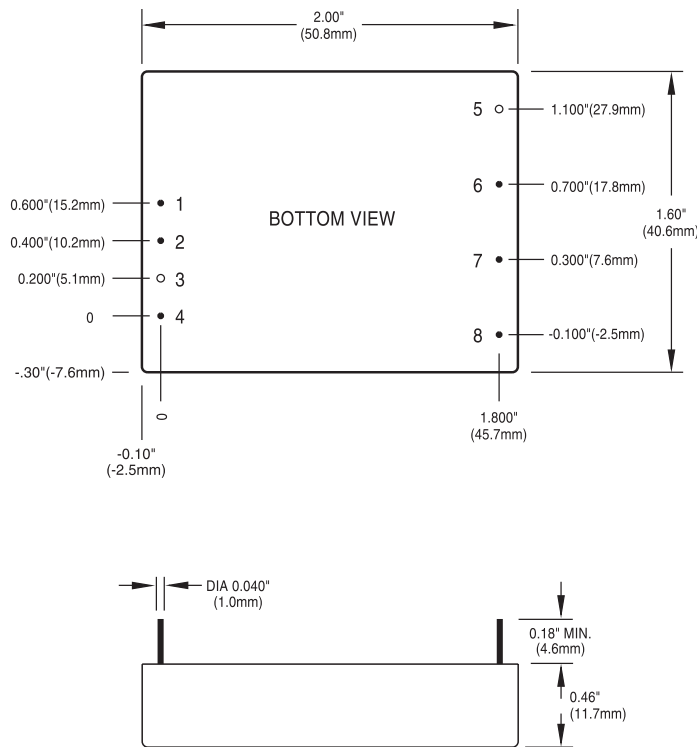 2.00"
(50.8mm)
5 1.100"(27.9mm)
6 0.700"(17.8mm)
0.600"(15.2mm) 1
BOTTOM VIEW
1.60"
(40.6mm)
0.400"(10.2mm) 2
7 0.300"(7.6mm)
0.200"(5.1mm) 3
0 4
8 -0.100"(-2.5mm)
-.30"(-7.6mm)
0
1.800"
(45.7mm)
-0.10"
(-2.5mm)
DIA 0.040"
(1.0mm)
0.18" MIN.
(4.6mm)
0.46"
(11.7mm)